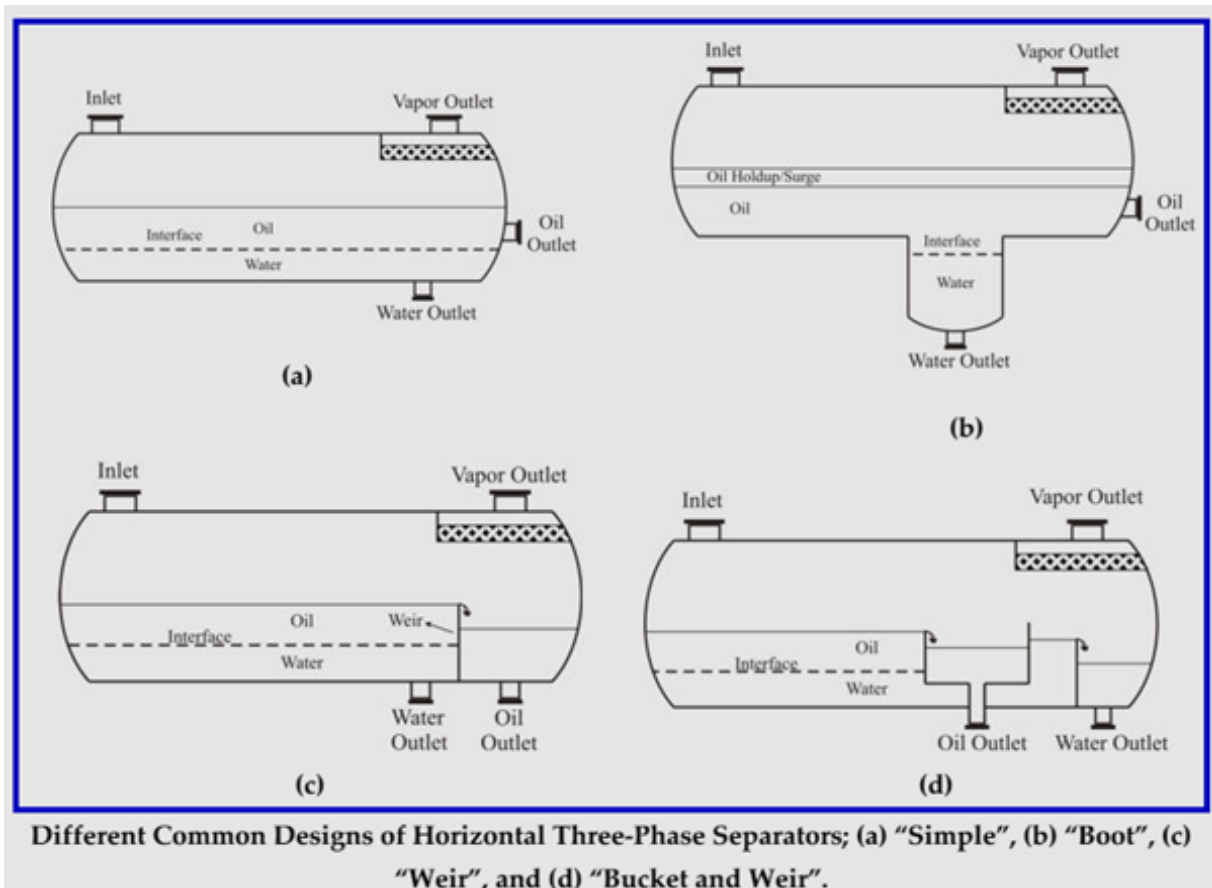 Inlet
Vapor Outlet
Oil
Interface
Water
Oil
Outlet
Water Outlet
(a)
Inlet
Vapor Outlet
Oil Holdup/Surge
Oil
Oil
Outlet
Interface
Water
Water Outlet
(b)
Inlet
Vapor Outlet
Oil
Weir
Interface
Water
Water
Outlet
Oil
Outlet
(c)
Inlet
Vapor Outlet
Oil
Interface
Water
Oil Outlet
Water Outlet
(d)
Different Common Designs of Horizontal Three-Phase Separators; (a) “Simple”, (b) “Boot”, (c)
“Weir”, and (d) “Bucket and Weir”.